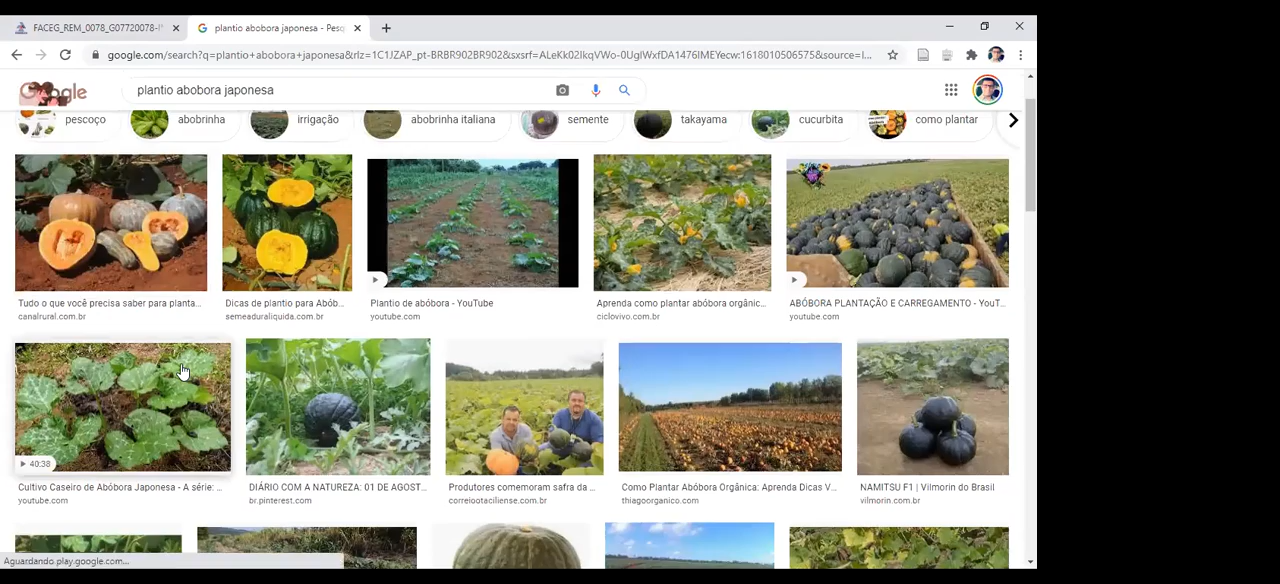 FACEG_REM_0078_G07720078-I
plantio abobora japonesa - Pesq
google.com/search?q=plantio+abobora+japonesa&rlz=1C1JZAP_pt-BRBR902BR902&sxsrf=ALeKk02IkqVWo-0UgiWxfDA1476IMEYecw:1618010506575&source=l...
plantio abobora japonesa
pescoço abobrinha irrigação abobrinha italiana semente takayama cucurbita como plantar
Tudo o que você precisa saber para planta...
canalrural.com.br
Dicas de plantio para Abób...
semeaduraliquida.com.br
Plantio de abóbora - YouTube
youtube.com
Aprenda como plantar abóbora orgânic...
ciclovivo.com.br
ABÓBORA PLANTAÇÃO E CARREGAMENTO - YouT...
youtube.com
40:38
Cultivo Caseiro de Abóbora Japonesa - A série: ...
youtube.com
DIÁRIO COM A NATUREZA: 01 DE AGOST...
br.pinterest.com
Produtores comemoram safra da ...
correiootaciliense.com.br
Como Plantar Abóbora Orgânica: Aprenda Dicas V...
thiagoorganico.com
NAMITSU F1 | Vilmorin do Brasil
vilmorin.com.br
Aguardando play.google.com...